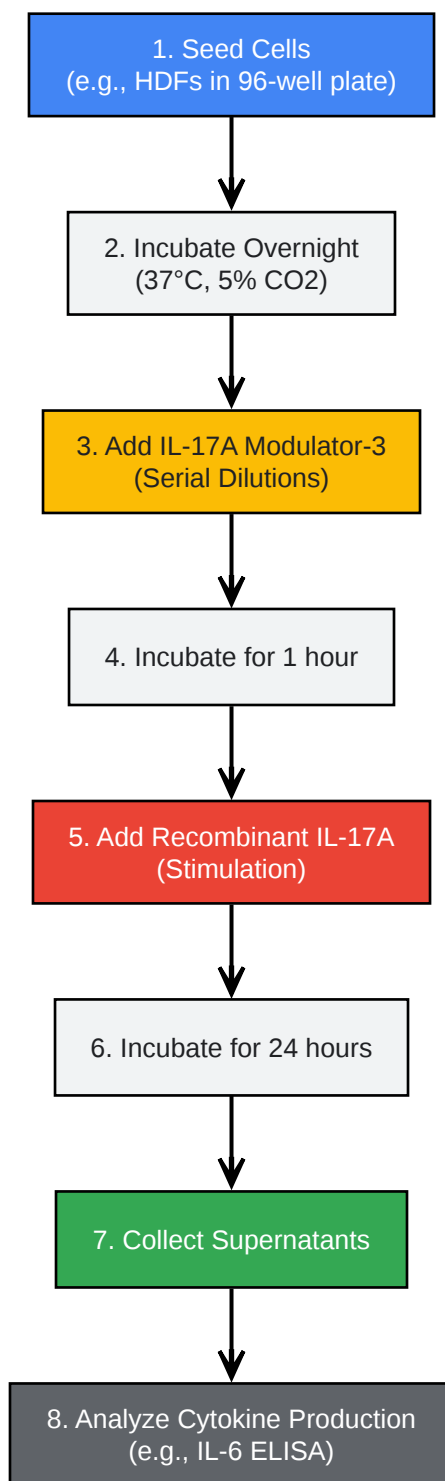 1. Seed Cells
(e.g., HDFs in 96-well plate)
2. Incubate Overnight
(37°C, 5% CO2)
3. Add IL-17A Modulator-3
(Serial Dilutions)
4. Incubate for 1 hour
5. Add Recombinant IL-17A
(Stimulation)
6. Incubate for 24 hours
7. Collect Supernatants
8. Analyze Cytokine Production
(e.g., IL-6 ELISA)